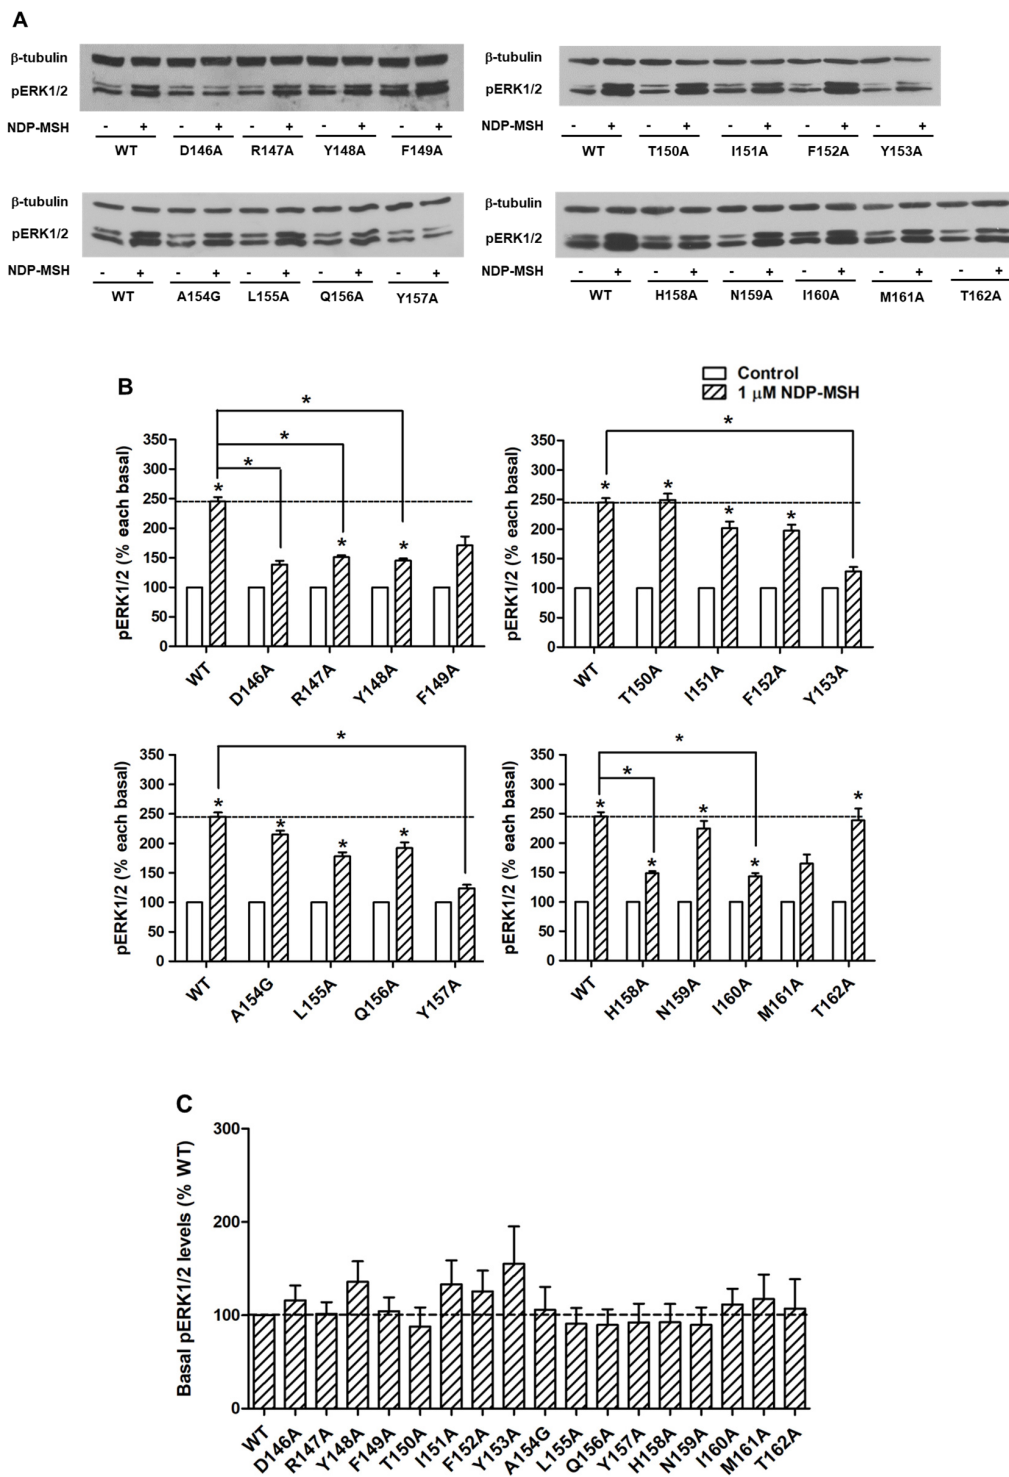 A
β-tubulin
pERK1/2
NDP-MSH - + - + - + - + - +
WT D146A R147A Y148A F149A
β-tubulin
pERK1/2
NDP-MSH - + - + - + - + - +
WT T150A I151A F152A Y153A
β-tubulin
pERK1/2
NDP-MSH - + - + - + - + - +
WT A154G L155A Q156A Y157A
β-tubulin
pERK1/2
NDP-MSH - + - + - + - + - + - +
WT H158A N159A I160A M161A T162A
B
Control
1 μM NDP-MSH
pERK1/2 (% each basal)
350
300
250
200
150
100
50
0
* * * * * *
WT D146A R147A Y148A F149A
pERK1/2 (% each basal)
350
300
250
200
150
100
50
0
* * * * *
WT T150A I151A F152A Y153A
pERK1/2 (% each basal)
350
300
250
200
150
100
50
0
* * * * *
WT A154G L155A Q156A Y157A
pERK1/2 (% each basal)
350
300
250
200
150
100
50
0
* * * * * * *
WT H158A N159A I160A M161A T162A
C
Basal pERK1/2 levels (% WT)
300
200
100
0
WT D146A R147A Y148A F149A T150A I151A F152A Y153A A154G L155A Q156A Y157A H158A N159A I160A M161A T162A